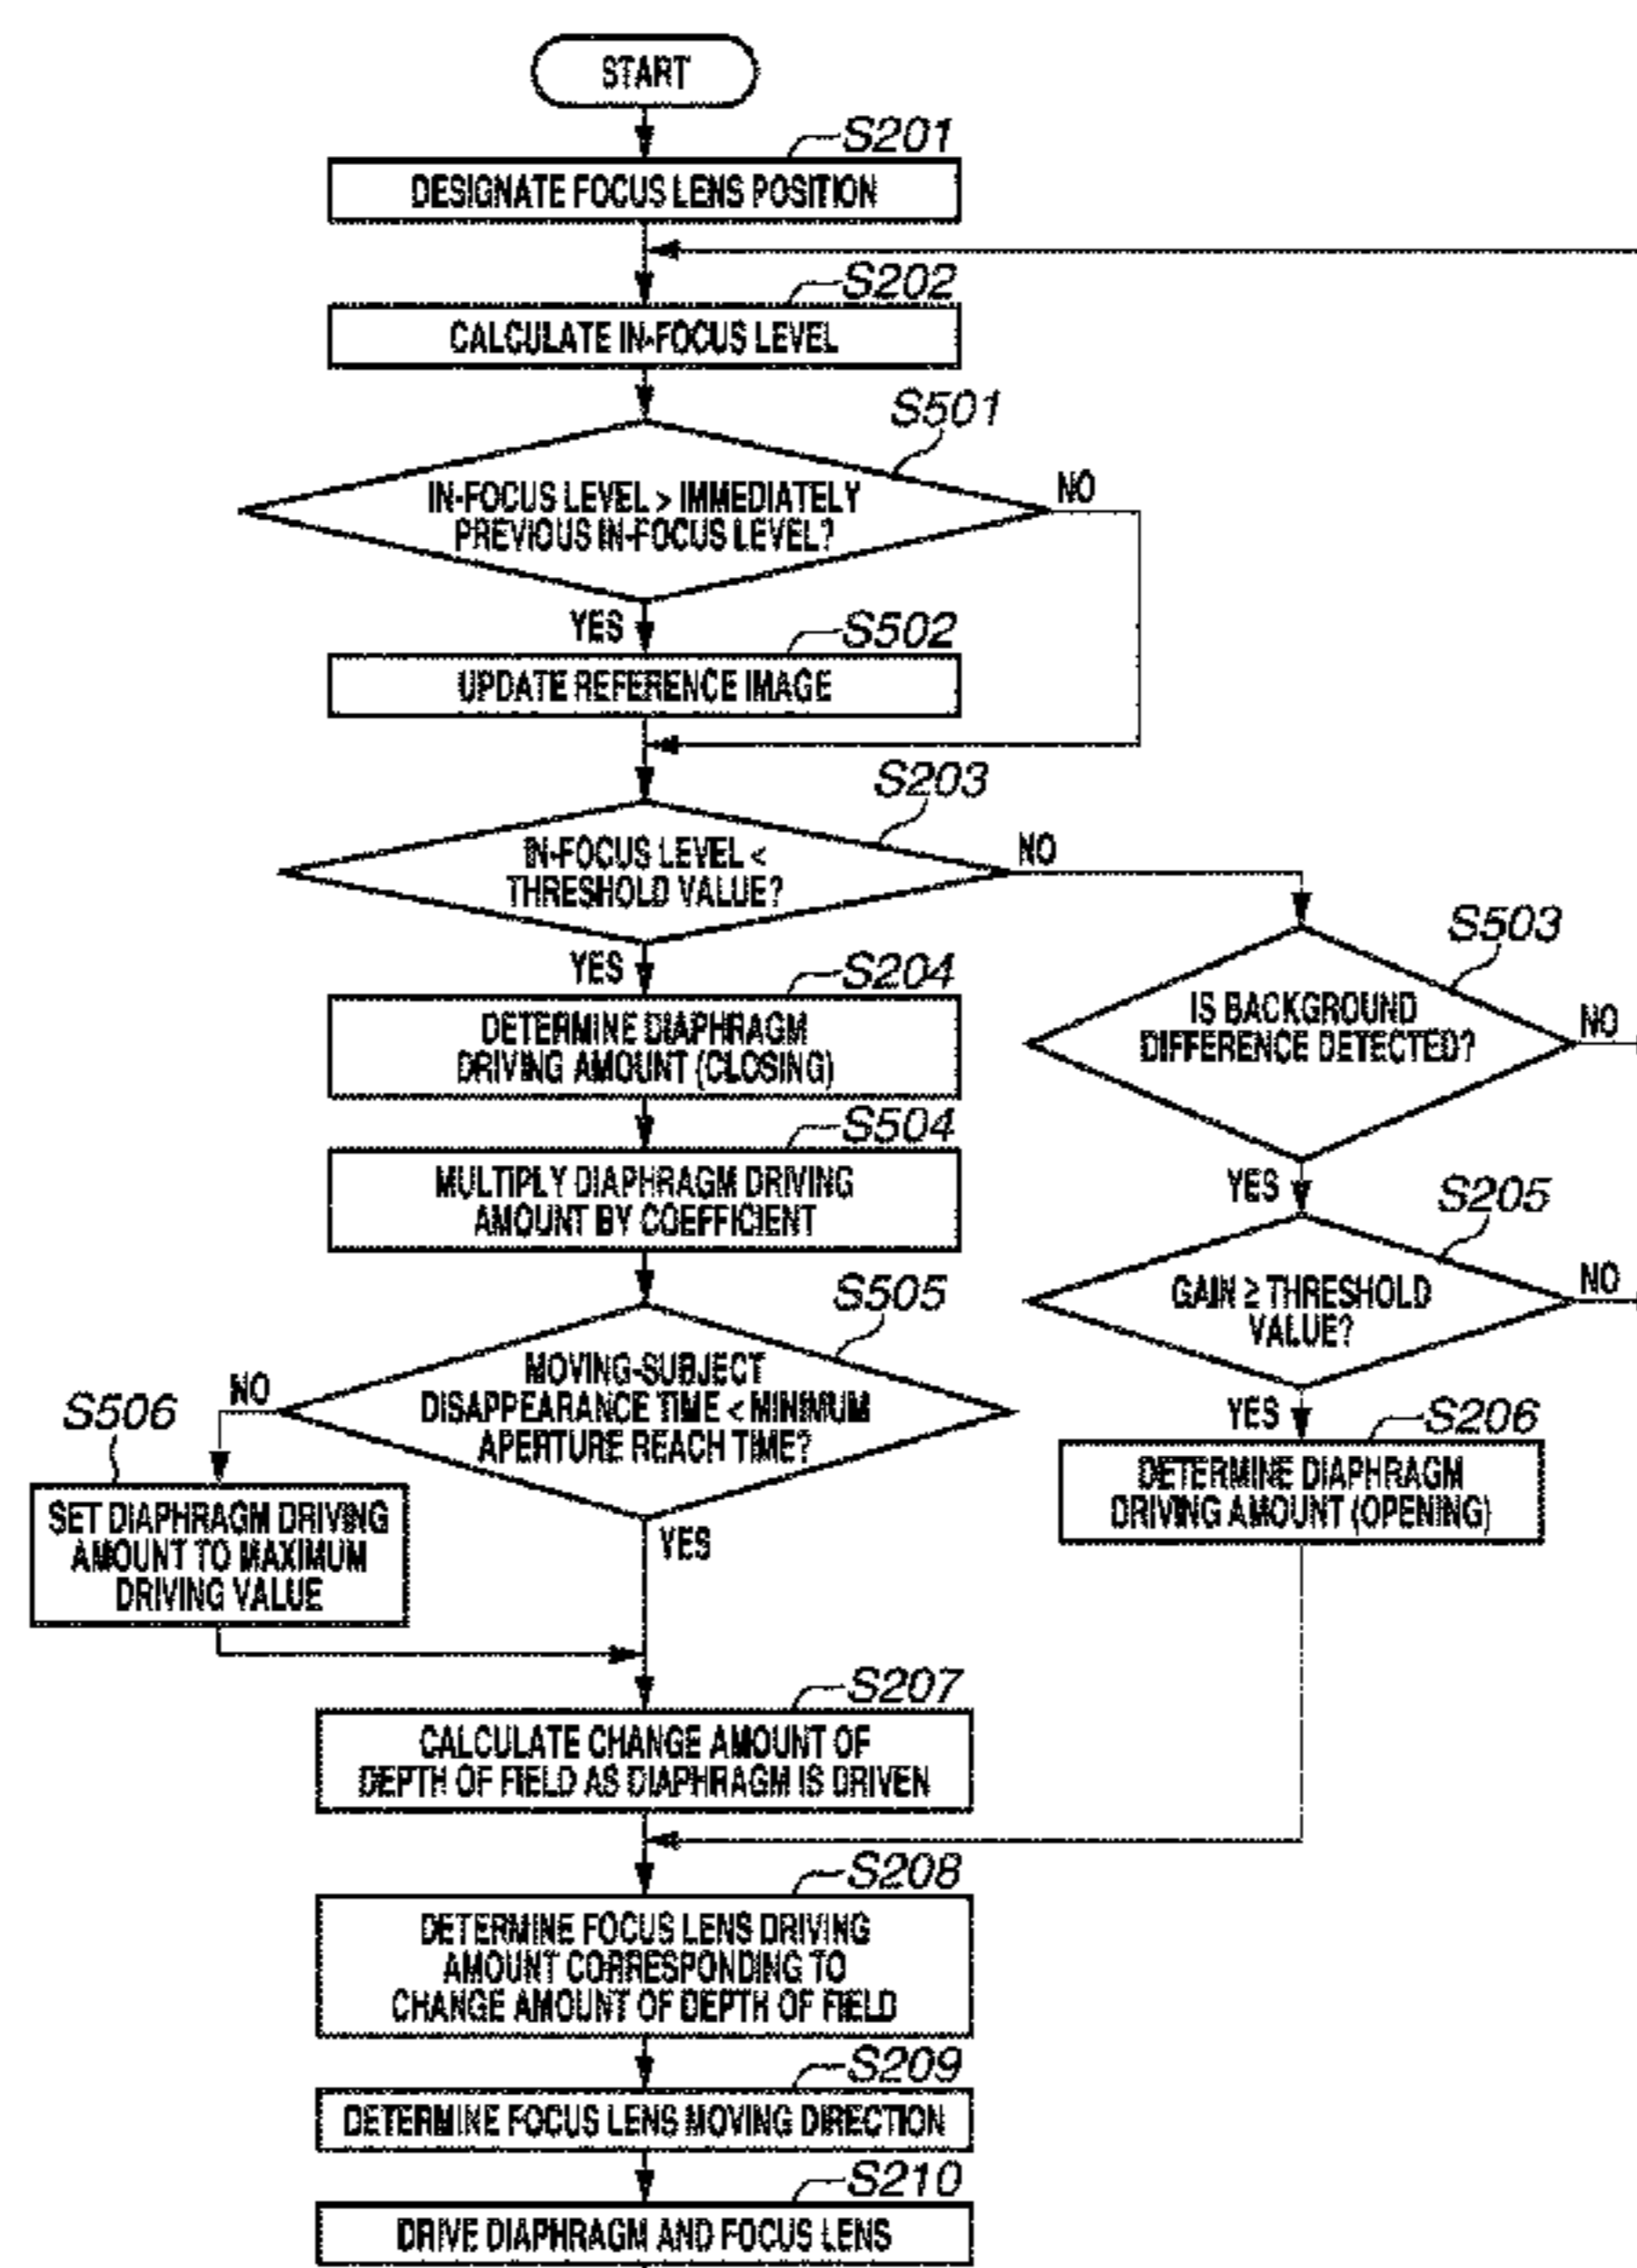 START
S201
DESIGNATE FOCUS LENS POSITION
S202
CALCULATE IN-FOCUS LEVEL
S501
IN-FOCUS LEVEL > IMMEDIATELY
PREVIOUS IN-FOCUS LEVEL?
NO
YES
S502
UPDATE REFERENCE IMAGE
S203
IN-FOCUS LEVEL <
THRESHOLD VALUE?
NO
YES
S503
IS BACKGROUND
DIFFERENCE DETECTED?
NO
YES
S204
DETERMINE DIAPHRAGM
DRIVING AMOUNT (CLOSING)
S504
MULTIPLY DIAPHRAGM DRIVING
AMOUNT BY COEFFICIENT
S205
GAIN ≥ THRESHOLD
VALUE?
NO
YES
S505
MOVING-SUBJECT
DISAPPEARANCE TIME < MINIMUM
APERTURE REACH TIME?
NO
YES
S506
SET DIAPHRAGM DRIVING
AMOUNT TO MAXIMUM
DRIVING VALUE
S206
DETERMINE DIAPHRAGM
DRIVING AMOUNT (OPENING)
S207
CALCULATE CHANGE AMOUNT OF
DEPTH OF FIELD AS DIAPHRAGM IS DRIVEN
S208
DETERMINE FOCUS LENS DRIVING
AMOUNT CORRESPONDING TO
CHANGE AMOUNT OF DEPTH OF FIELD
S209
DETERMINE FOCUS LENS MOVING DIRECTION
S210
DRIVE DIAPHRAGM AND FOCUS LENS